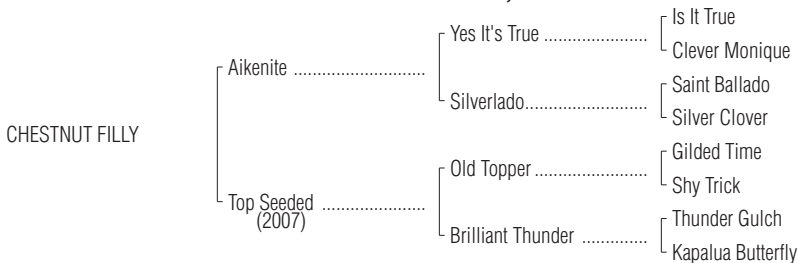 Is It True
Yes It's True ......................
Clever Monique
Aikenite ............................
Saint Ballado
Silverlado..........................
Silver Clover
CHESTNUT FILLY
Gilded Time
Old Topper ........................
Shy Trick
Top Seeded ......................
(2007)
Thunder Gulch
Brilliant Thunder ..............
Kapalua Butterfly